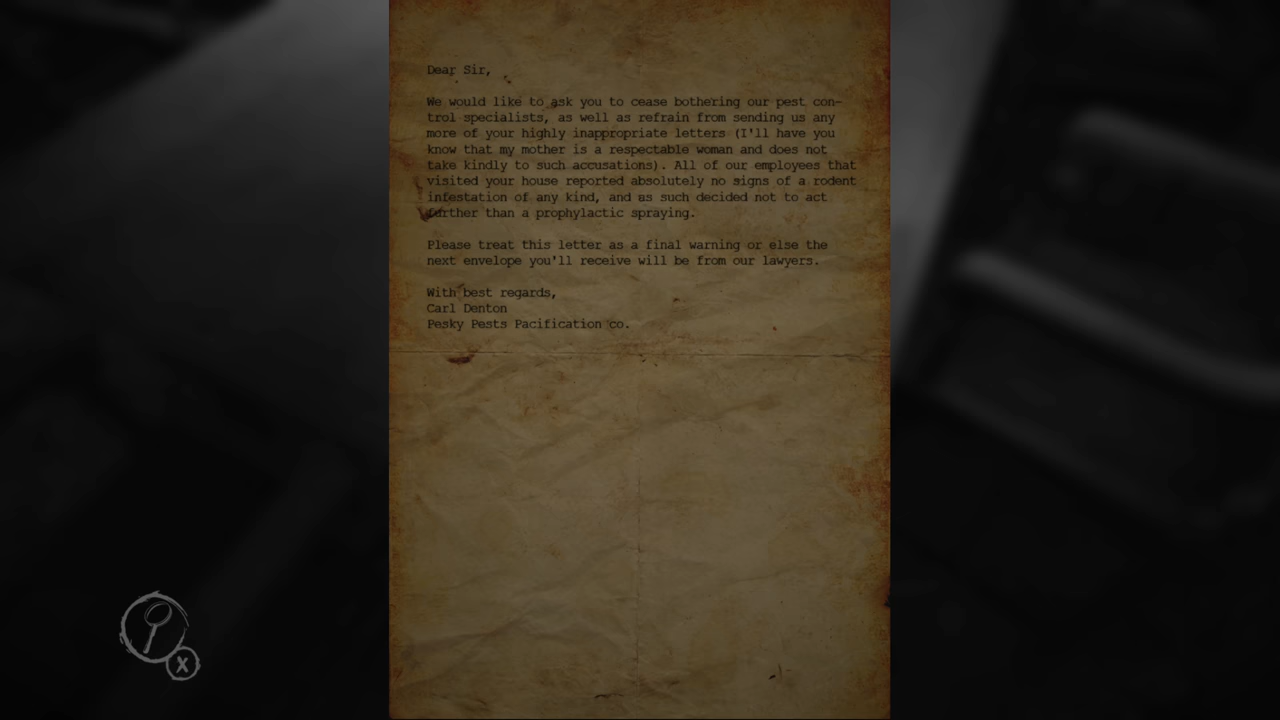 Dear Sir,
We would like to ask you to cease bothering our pest con-
trol specialists, as well as refrain from sending us any
more of your highly inappropriate letters (I'll have you
know that my mother is a respectable woman and does not
take kindly to such accusations). All of our employees that
visited your house reported absolutely no signs of a rodent
infestation of any kind, and as such decided not to act
further than a prophylactic spraying.
Please treat this letter as a final warning or else the
next envelope you'll receive will be from our lawyers.
With best regards,
Carl Denton
Pesky Pests Pacification co.
X